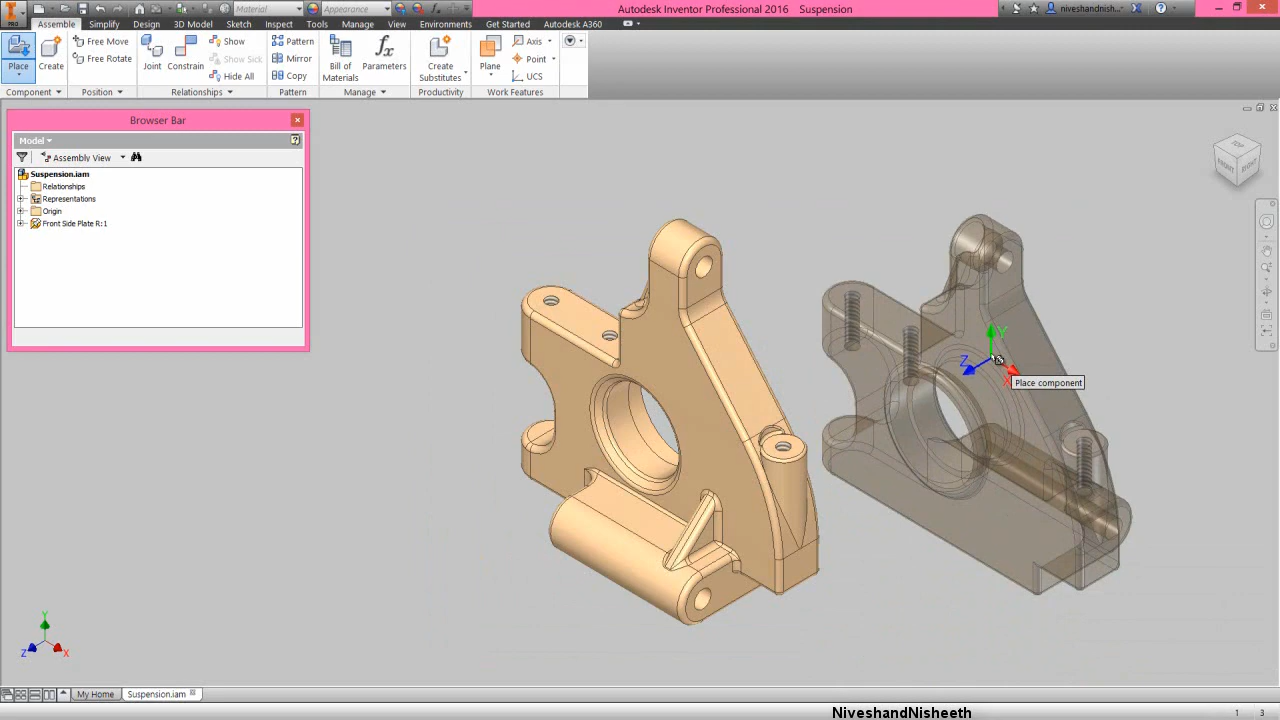 Material
Appearance
Autodesk Inventor Professional 2016 Suspension
niveshandnish...
PRO
Assemble Simplify Design 3D Model Sketch Inspect Tools Manage View Environments Get Started Autodesk A360
Place Create Free Move Free Rotate Joint Constrain Show Show Sick Hide All Pattern Mirror Copy Bill of Materials Parameters Create Substitutes Plane Axis Point UCS
Component Position Relationships Pattern Manage Productivity Work Features
Browser Bar
Model
Assembly View
Suspension.iam
Relationships
Representations
Origin
Front Side Plate R:1
TOP
FRONT
RIGHT
Y
Z
X
Place component
Y
Z
X
My Home Suspension.iam
NiveshandNisheeth
1 3